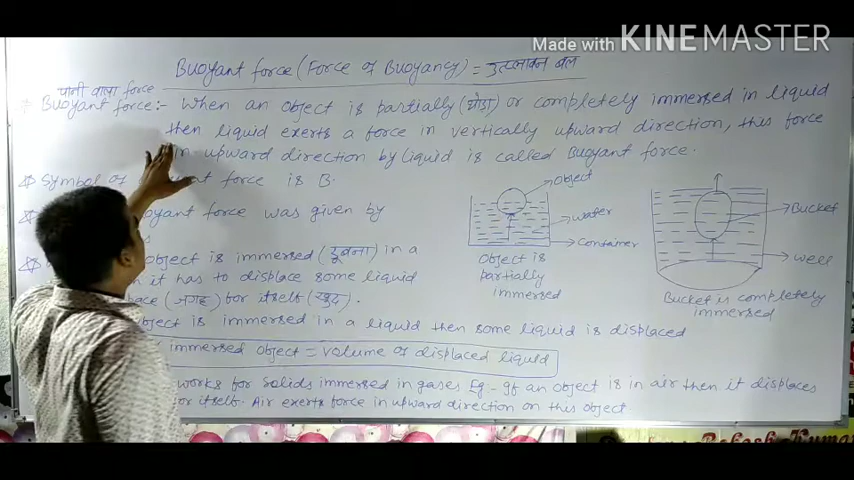 Made with KINEMASTER
Buoyant force (Force of Buoyancy) = उत्प्लावन बल
पानी वाला force
Buoyant force:- When an object is partially (थोड़ा) or completely immersed in liquid
then liquid exerts a force in vertically upward direction, this force
in upward direction by liquid is called Buoyant force.
☆ Symbol of force is B.
Buoyant force was given by
object is immersed (डूबना) in a
it has to displace some liquid
(जगह) for itself (खुद).
object is immersed in a liquid then some liquid is displaced
immersed object = volume of displaced liquid
works for solids immersed in gases Eg - If an object is in air then it displaces
for itself. Air exerts force in upward direction on this object
Object
water
Container
Object is
partially
immersed
Bucket
well
Bucket is completely
immersed
Rakesh Kumar